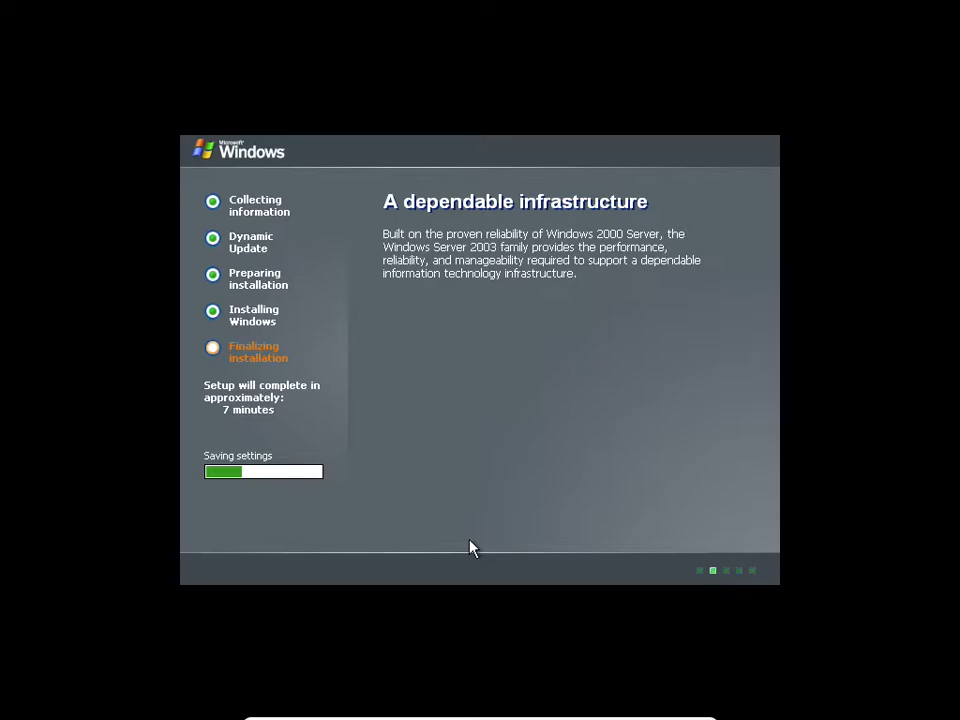 Microsoft
Windows
Collecting
information
Dynamic
Update
Preparing
installation
Installing
Windows
Finalizing
installation
Setup will complete in
approximately:
7 minutes
Saving settings
A dependable infrastructure
Built on the proven reliability of Windows 2000 Server, the
Windows Server 2003 family provides the performance,
reliability, and manageability required to support a dependable
information technology infrastructure.